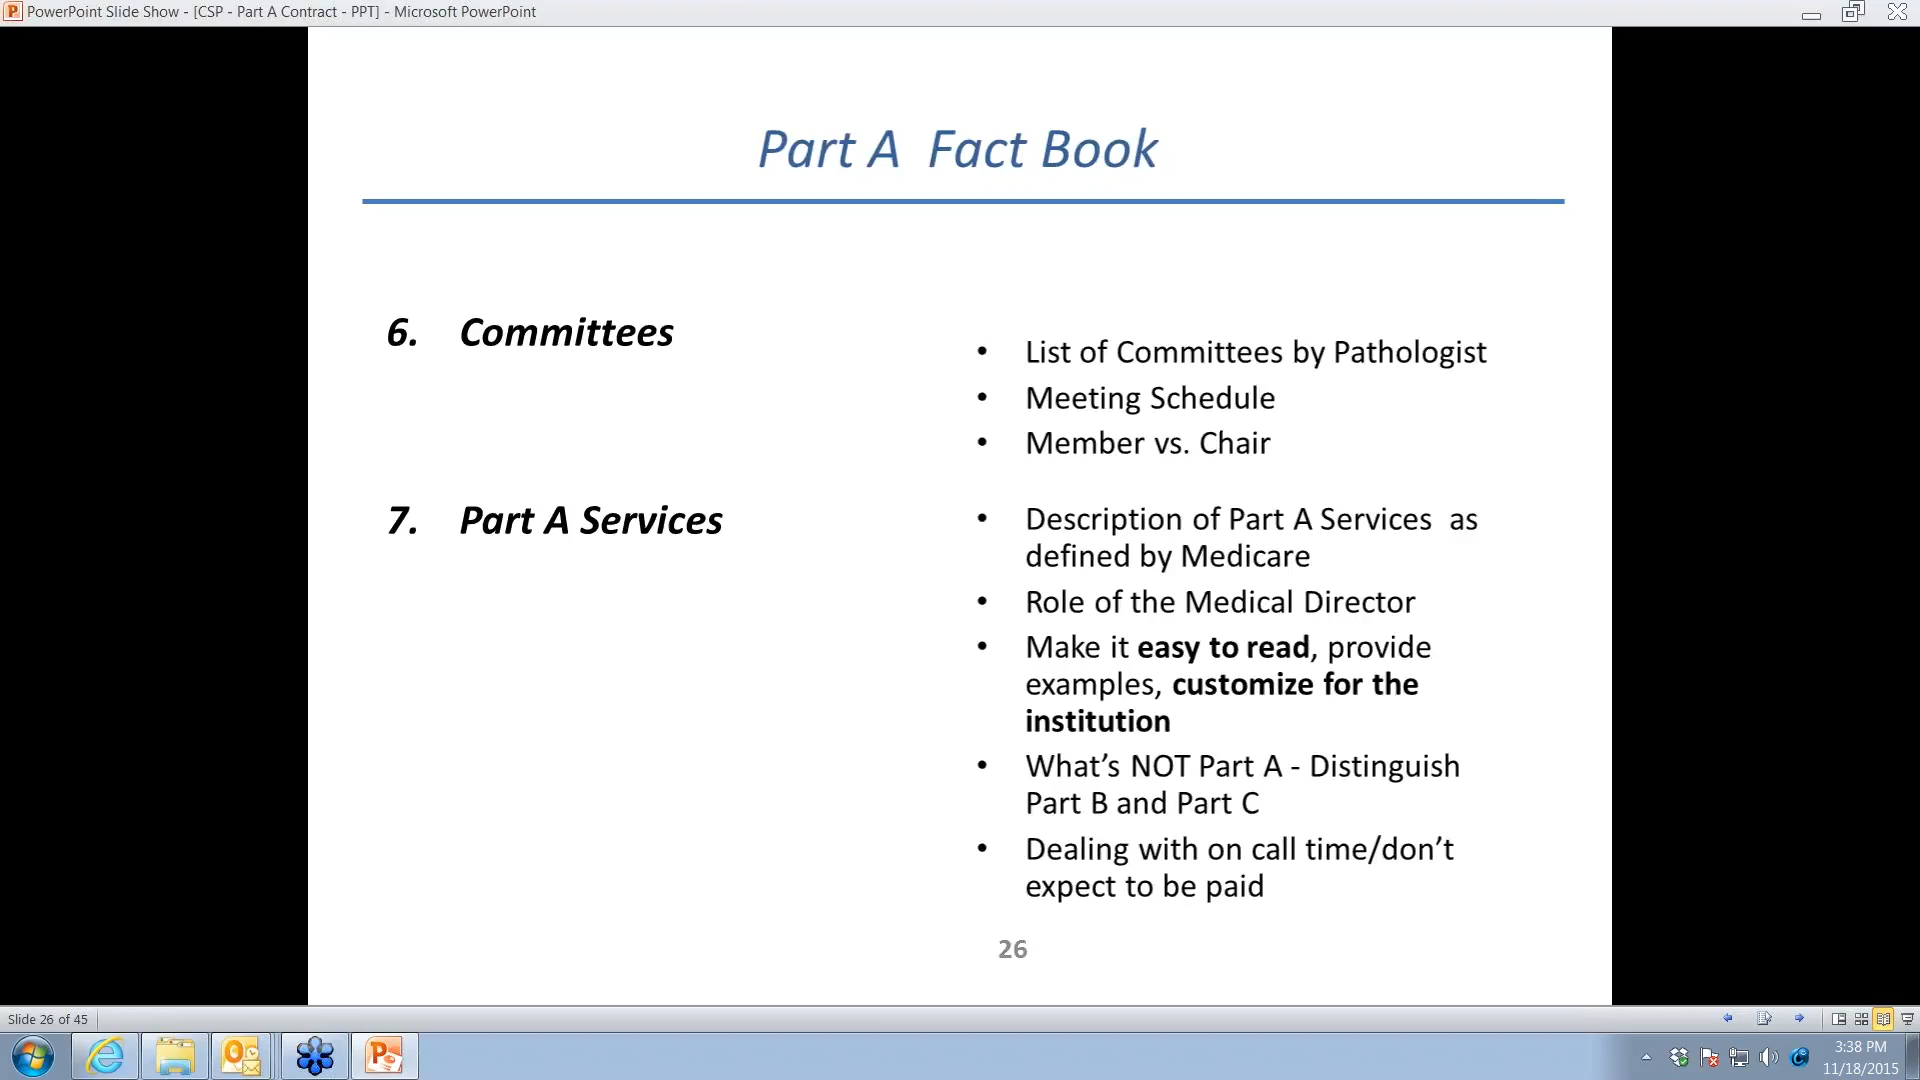 PowerPoint Slide Show - [CSP - Part A Contract - PPT] - Microsoft PowerPoint
Part A  Fact Book
6. Committees
• List of Committees by Pathologist
• Meeting Schedule
• Member vs. Chair
7. Part A Services
• Description of Part A Services  as
defined by Medicare
• Role of the Medical Director
• Make it easy to read, provide
examples, customize for the
institution
• What’s NOT Part A - Distinguish
Part B and Part C
• Dealing with on call time/don’t
expect to be paid
26
Slide 26 of 45
3:38 PM
11/18/2015